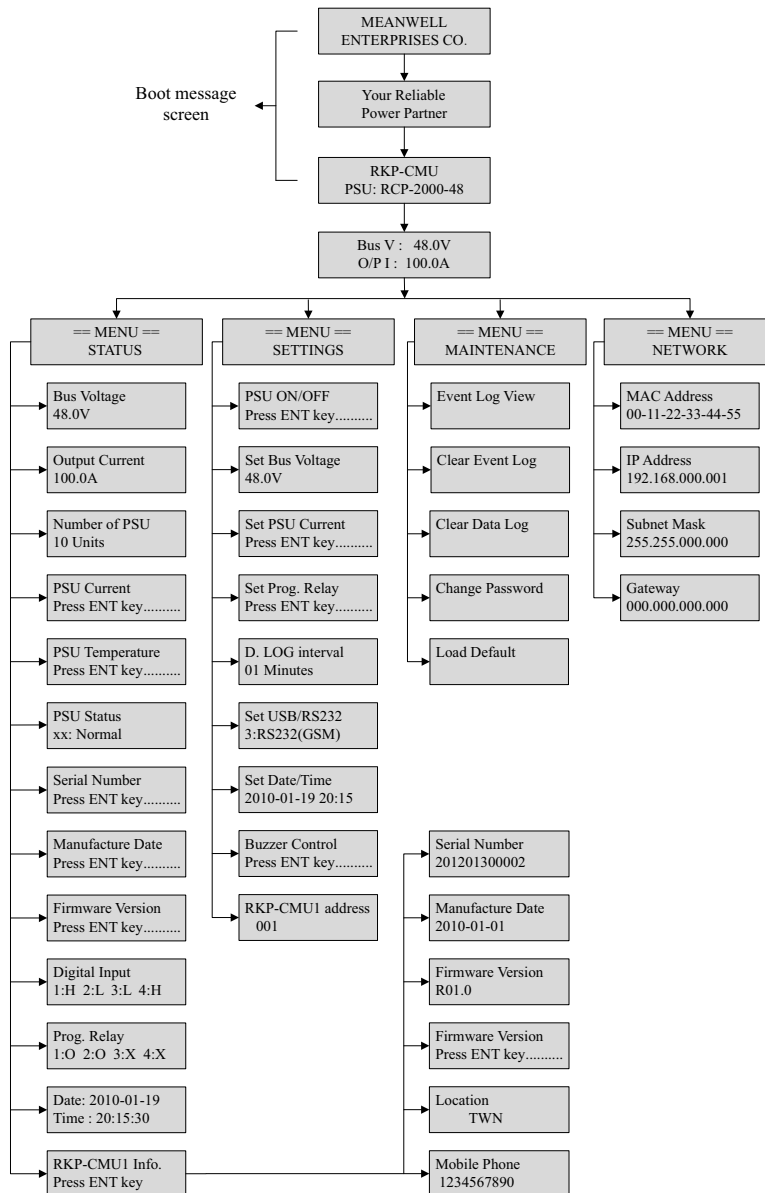 MEANWELL
ENTERPRISES CO.
Boot message
screen
Your Reliable
Power Partner
RKP-CMU
PSU: RCP-2000-48
Bus V : 48.0V
O/P I : 100.0A
== MENU ==
STATUS
Bus Voltage
48.0V
Output Current
100.0A
Number of PSU
10 Units
PSU Current
Press ENT key..........
PSU Temperature
Press ENT key..........
PSU Status
xx: Normal
Serial Number
Press ENT key..........
Manufacture Date
Press ENT key..........
Firmware Version
Press ENT key..........
Digital Input
1:H 2:L 3:L 4:H
Prog. Relay
1:O 2:O 3:X 4:X
Date: 2010-01-19
Time : 20:15:30
RKP-CMU1 Info.
Press ENT key
== MENU ==
SETTINGS
PSU ON/OFF
Press ENT key..........
Set Bus Voltage
48.0V
Set PSU Current
Press ENT key..........
Set Prog. Relay
Press ENT key..........
D. LOG interval
01 Minutes
Set USB/RS232
3:RS232(GSM)
Set Date/Time
2010-01-19 20:15
Buzzer Control
Press ENT key..........
RKP-CMU1 address
001
== MENU ==
MAINTENANCE
Event Log View
Clear Event Log
Clear Data Log
Change Password
Load Default
Serial Number
201201300002
Manufacture Date
2010-01-01
Firmware Version
R01.0
Firmware Version
Press ENT key..........
Location
TWN
Mobile Phone
1234567890
== MENU ==
NETWORK
MAC Address
00-11-22-33-44-55
IP Address
192.168.000.001
Subnet Mask
255.255.000.000
Gateway
000.000.000.000